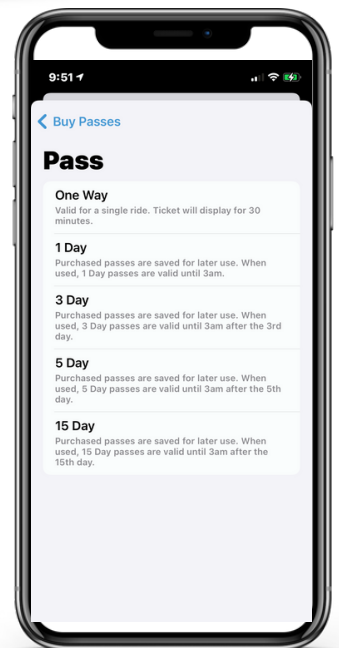 9:51
Buy Passes
Pass
One Way
Valid for a single ride. Ticket will display for 30
minutes.
1 Day
Purchased passes are saved for later use. When
used, 1 Day passes are valid until 3am.
3 Day
Purchased passes are saved for later use. When
used, 3 Day passes are valid until 3am after the 3rd
day.
5 Day
Purchased passes are saved for later use. When
used, 5 Day passes are valid until 3am after the 5th
day.
15 Day
Purchased passes are saved for later use. When
used, 15 Day passes are valid until 3am after the
15th day.